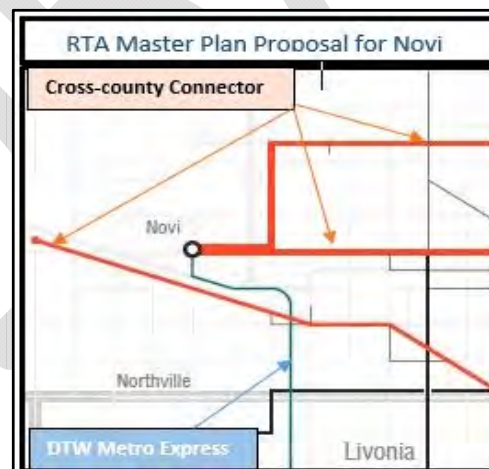 RTA Master Plan Proposal for Novi
Cross-county Connector
Novi
Northville
DTW Metro Express
Livonia